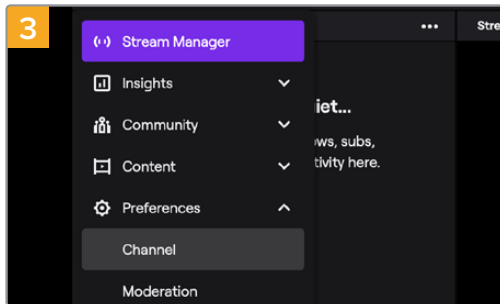 3
Stream Manager
Insights
Community
Content
Preferences
Channel
Moderation
iet...
ws, subs,
tivity here.
Stre